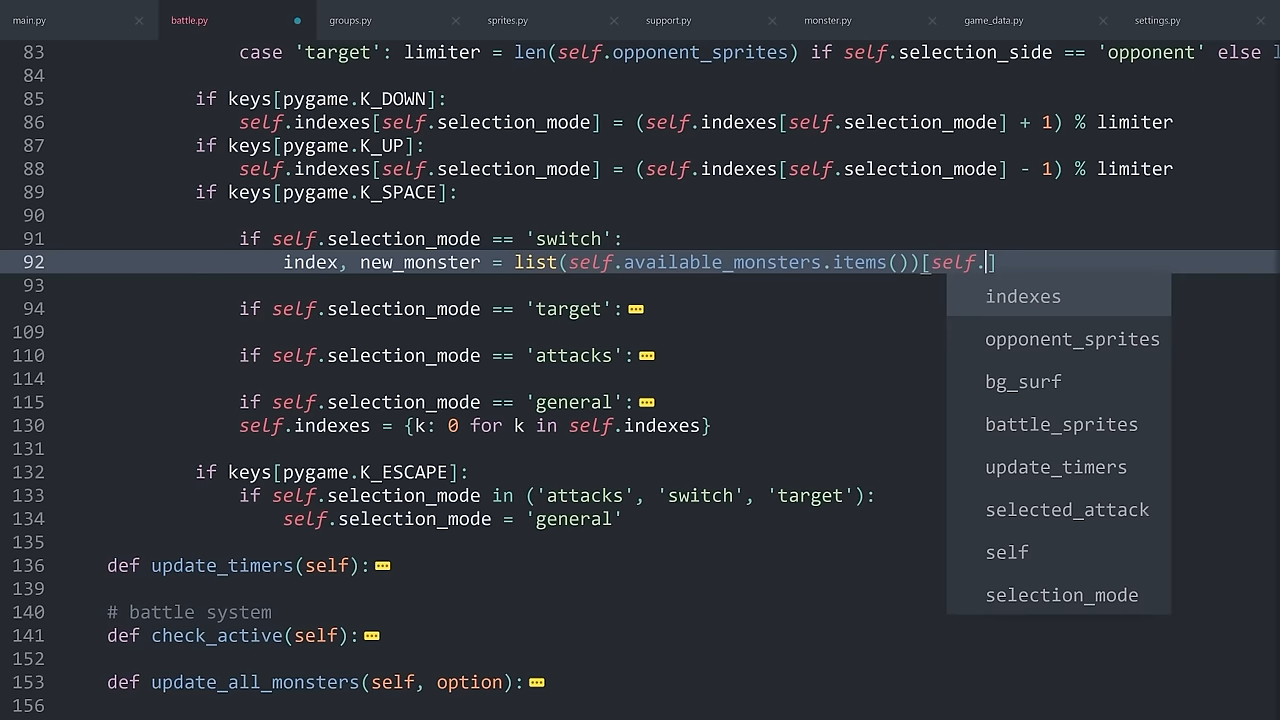 main.py battle.py groups.py sprites.py support.py monster.py game_data.py settings.py
83 case 'target': limiter = len(self.opponent_sprites) if self.selection_side == 'opponent' else
84
85 if keys[pygame.K_DOWN]:
86 self.indexes[self.selection_mode] = (self.indexes[self.selection_mode] + 1) % limiter
87 if keys[pygame.K_UP]:
88 self.indexes[self.selection_mode] = (self.indexes[self.selection_mode] - 1) % limiter
89 if keys[pygame.K_SPACE]:
90
91 if self.selection_mode == 'switch':
92 index, new_monster = list(self.available_monsters.items())[self.]
93
94 if self.selection_mode == 'target':
109
110 if self.selection_mode == 'attacks':
114
115 if self.selection_mode == 'general':
130 self.indexes = {k: 0 for k in self.indexes}
131
132 if keys[pygame.K_ESCAPE]:
133 if self.selection_mode in ('attacks', 'switch', 'target'):
134 self.selection_mode = 'general'
135
136 def update_timers(self):
139
140 # battle system
141 def check_active(self):
152
153 def update_all_monsters(self, option):
156
indexes
opponent_sprites
bg_surf
battle_sprites
update_timers
selected_attack
self
selection_mode